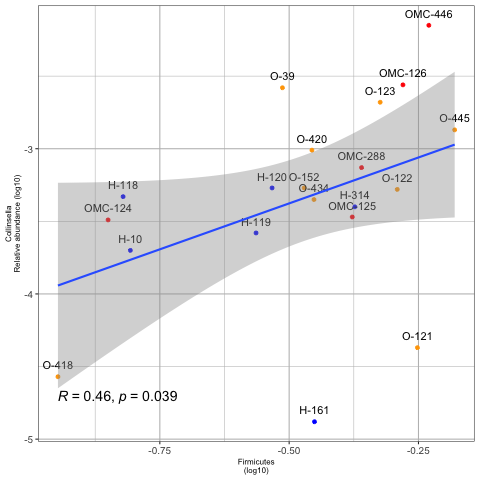 OMC-446
O-39
OMC-126
O-123
O-445
O-420
OMC-288
H-120
O-152
O-122
O-434
H-118
H-314
OMC-124
OMC-125
H-119
H-10
O-121
O-418
R = 0.46, p = 0.039
H-161
-3
-4
-5
Collinsella
Relative abundance (log10)
-0.75
-0.50
-0.25
Firmicutes
(log10)